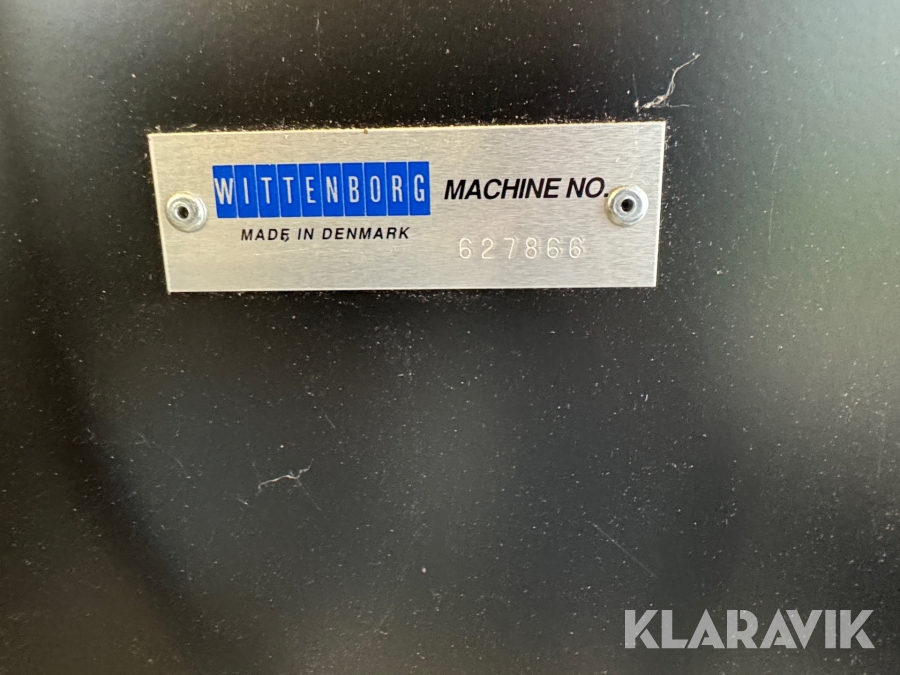 WITTENBORG MACHINE NO.
MADE IN DENMARK
627866
KLARAVIK